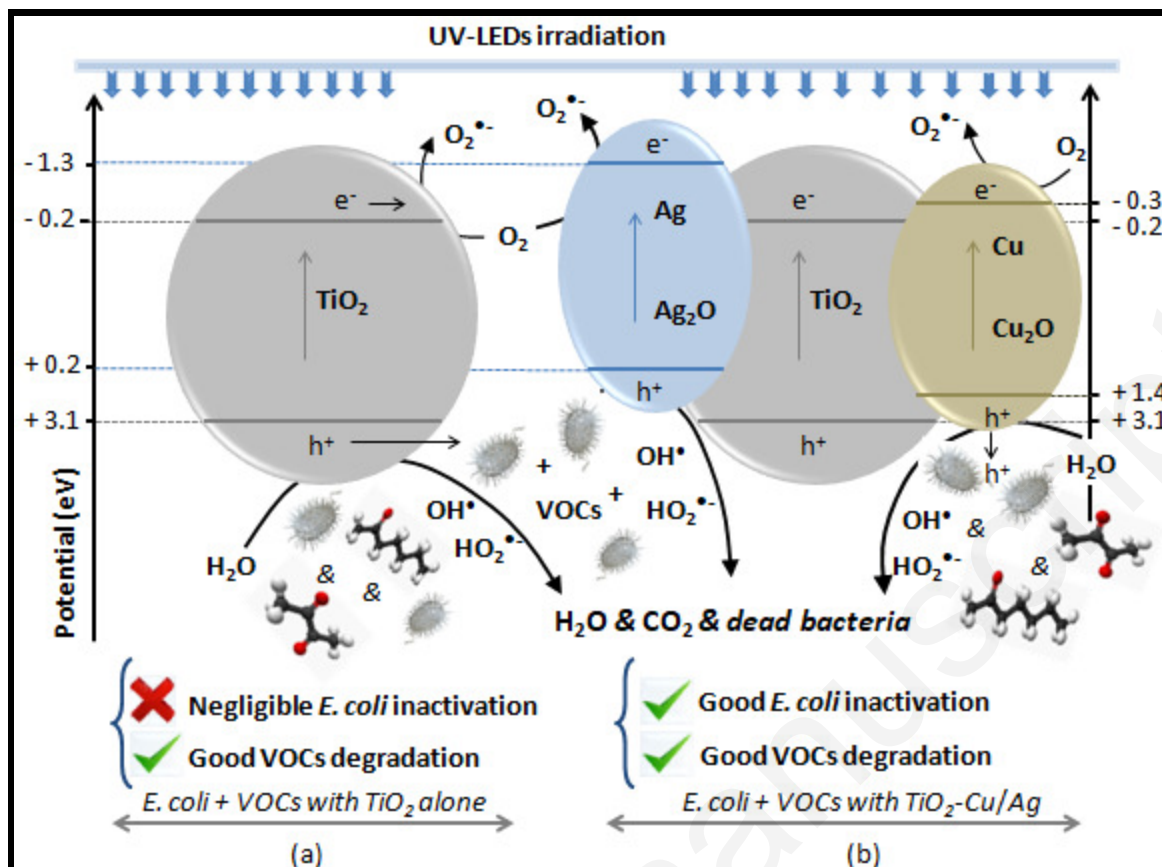 UV-LEDs irradiation
O₂•- O₂•- O₂•- O₂
- 1.3
- 0.2
+ 0.2
+ 3.1
Potential (eV)
e-
TiO₂
h+
O₂
e-
Ag
Ag₂O
h+
e-
TiO₂
h+
e-
Cu
Cu₂O
h+
h+
- 0.3
- 0.2
+ 1.4
+ 3.1
H₂O
&
&
OH•
HO₂•-
+
VOCs +
OH•
HO₂•-
OH•
HO₂•-
&
&
H₂O
H₂O & CO₂ & dead bacteria
Negligible E. coli inactivation
Good VOCs degradation
E. coli + VOCs with TiO₂ alone
(a)
Good E. coli inactivation
Good VOCs degradation
E. coli + VOCs with TiO₂-Cu/Ag
(b)